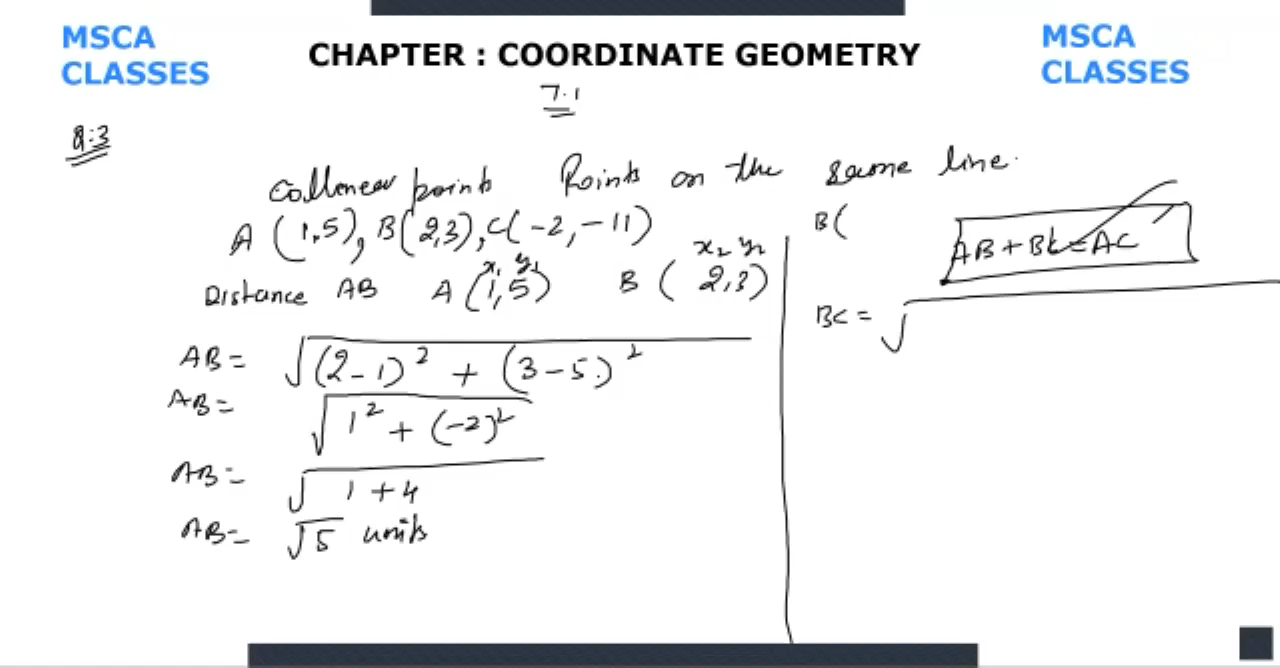 MSCA
CLASSES
CHAPTER : COORDINATE GEOMETRY
MSCA
CLASSES
7.1
Q:3
Collinear points Points on the same line.
A (1,5), B(2,3), C(-2,-11)
Distance AB A (1,5) B (2,3)
x₁ y₁ x₂ y₂
AB = √(2-1)² + (3-5)²
AB = √1² + (-2)²
AB = √1+4
AB = √5 units
B(
AB + BC = AC
BC = √